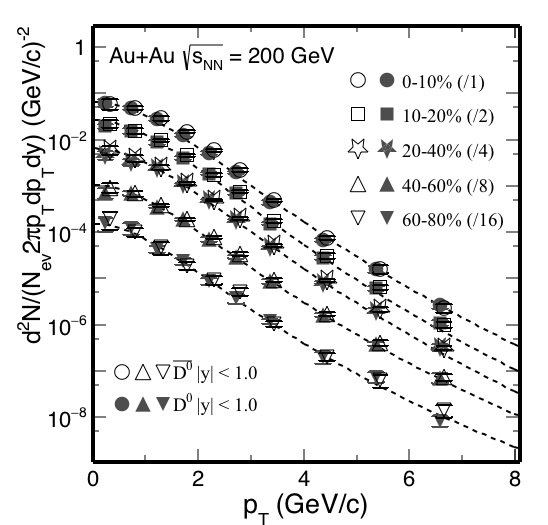 d²N/(N_ev 2πp_T dp_T dy) (GeV/c)⁻²
Au+Au √s_NN = 200 GeV
0-10% (/1)
10-20% (/2)
20-40% (/4)
40-60% (/8)
60-80% (/16)
1
10⁻²
10⁻⁴
10⁻⁶
10⁻⁸
D̅⁰ |y| < 1.0
D⁰ |y| < 1.0
0 2 4 6 8
p_T (GeV/c)